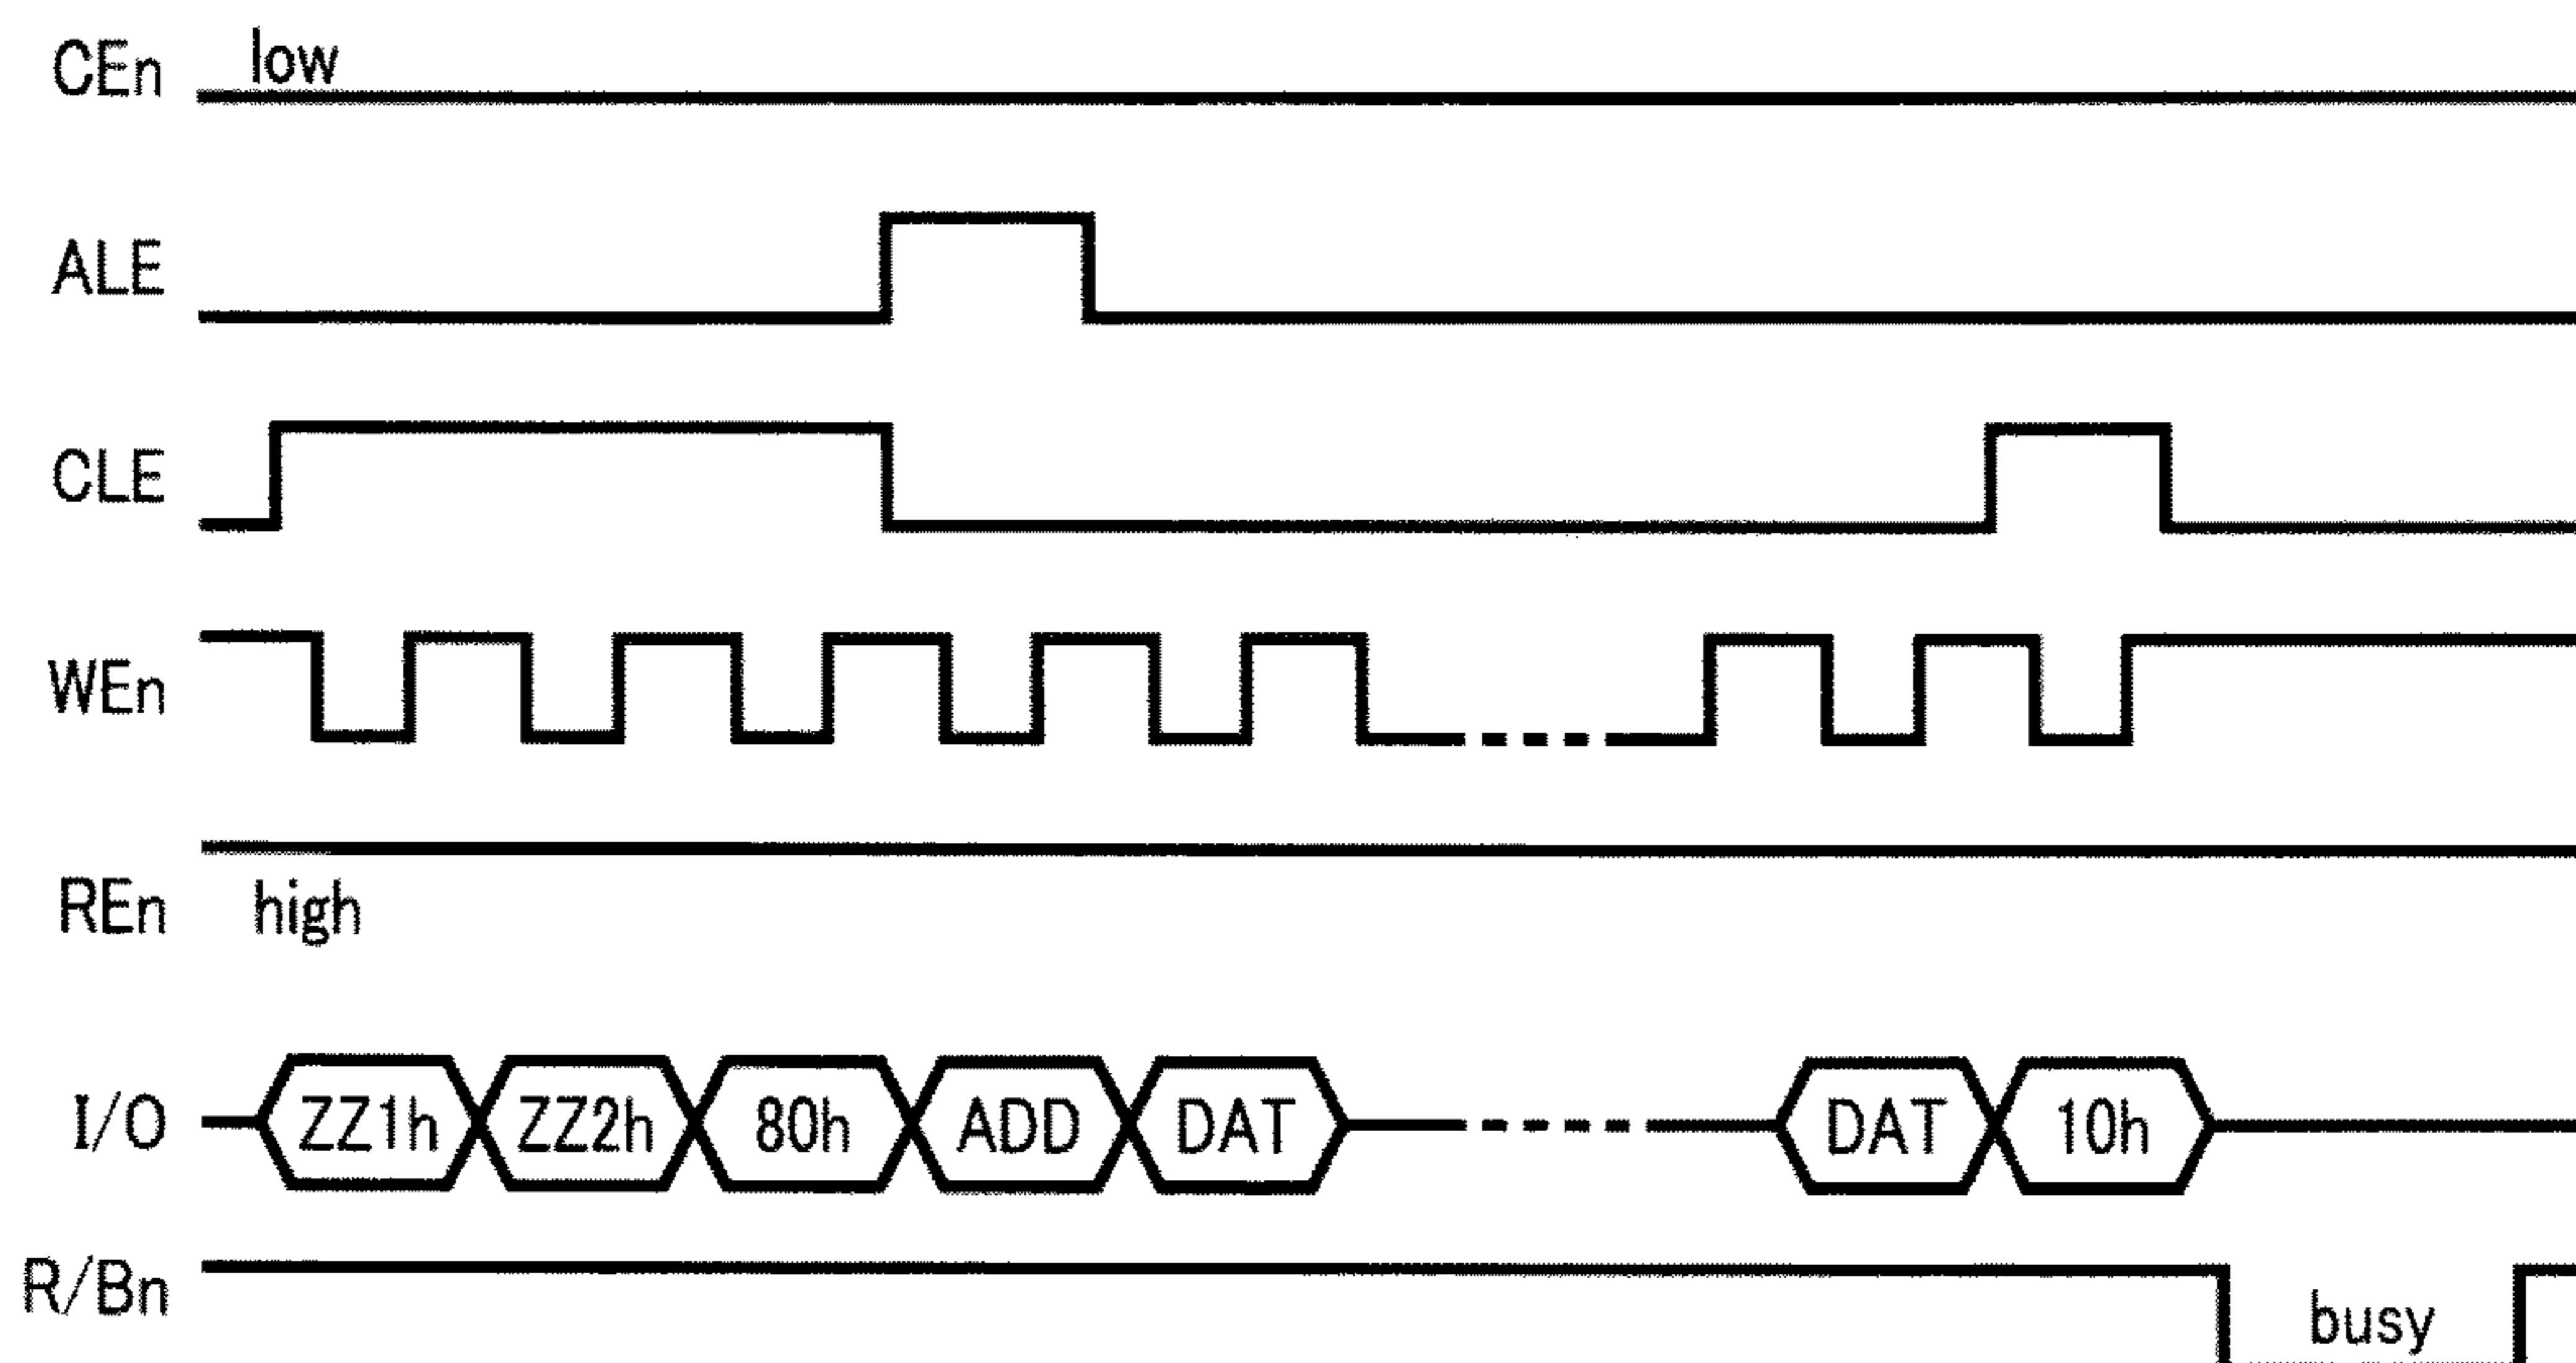 CEn low
ALE
CLE
WEn
REn high
I/O ZZ1h ZZ2h 80h ADD DAT DAT 10h
R/Bn busy